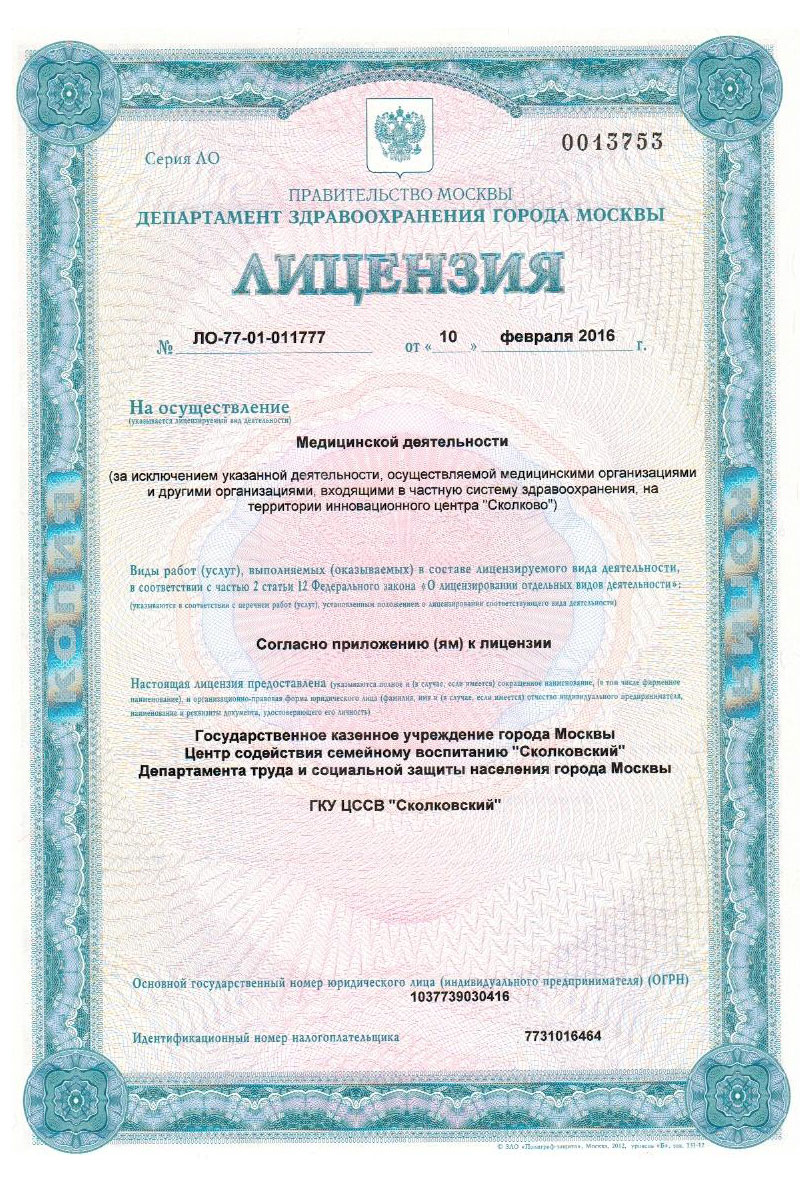 Серия ЛО
0013753
ПРАВИТЕЛЬСТВО МОСКВЫ
ДЕПАРТАМЕНТ ЗДРАВООХРАНЕНИЯ ГОРОДА МОСКВЫ
ЛИЦЕНЗИЯ
№ ЛО-77-01-011777 от « 10 » февраля 2016 г.
На осуществление
(указывается лицензируемый вид деятельности)
Медицинской деятельности
(за исключением указанной деятельности, осуществляемой медицинскими организациями
и другими организациями, входящими в частную систему здравоохранения, на
территории инновационного центра "Сколково")
КОПИЯ
КОПИЯ
Виды работ (услуг), выполняемых (оказываемых) в составе лицензируемого вида деятельности,
в соответствии с частью 2 статьи 12 Федерального закона «О лицензировании отдельных видов деятельности»:
(указываются в соответствии с перечнем работ (услуг), установленным положением о лицензировании соответствующего вида деятельности)
Согласно приложению (ям) к лицензии
Настоящая лицензия предоставлена (указываются полное и (в случае, если имеется) сокращенное наименование, (в том числе фирменное
наименование), и организационно-правовая форма юридического лица (фамилия, имя и (в случае, если имеется) отчество индивидуального предпринимателя,
наименование и реквизиты документа, удостоверяющего его личность)
Государственное казенное учреждение города Москвы
Центр содействия семейному воспитанию "Сколковский"
Департамента труда и социальной защиты населения города Москвы
ГКУ ЦССВ "Сколковский"
Основной государственный номер юридического лица (индивидуального предпринимателя) (ОГРН)
1037739030416
Идентификационный номер налогоплательщика 7731016464
© ЗАО «Полиграф-защита», Москва, 2012, уровень «Б»,